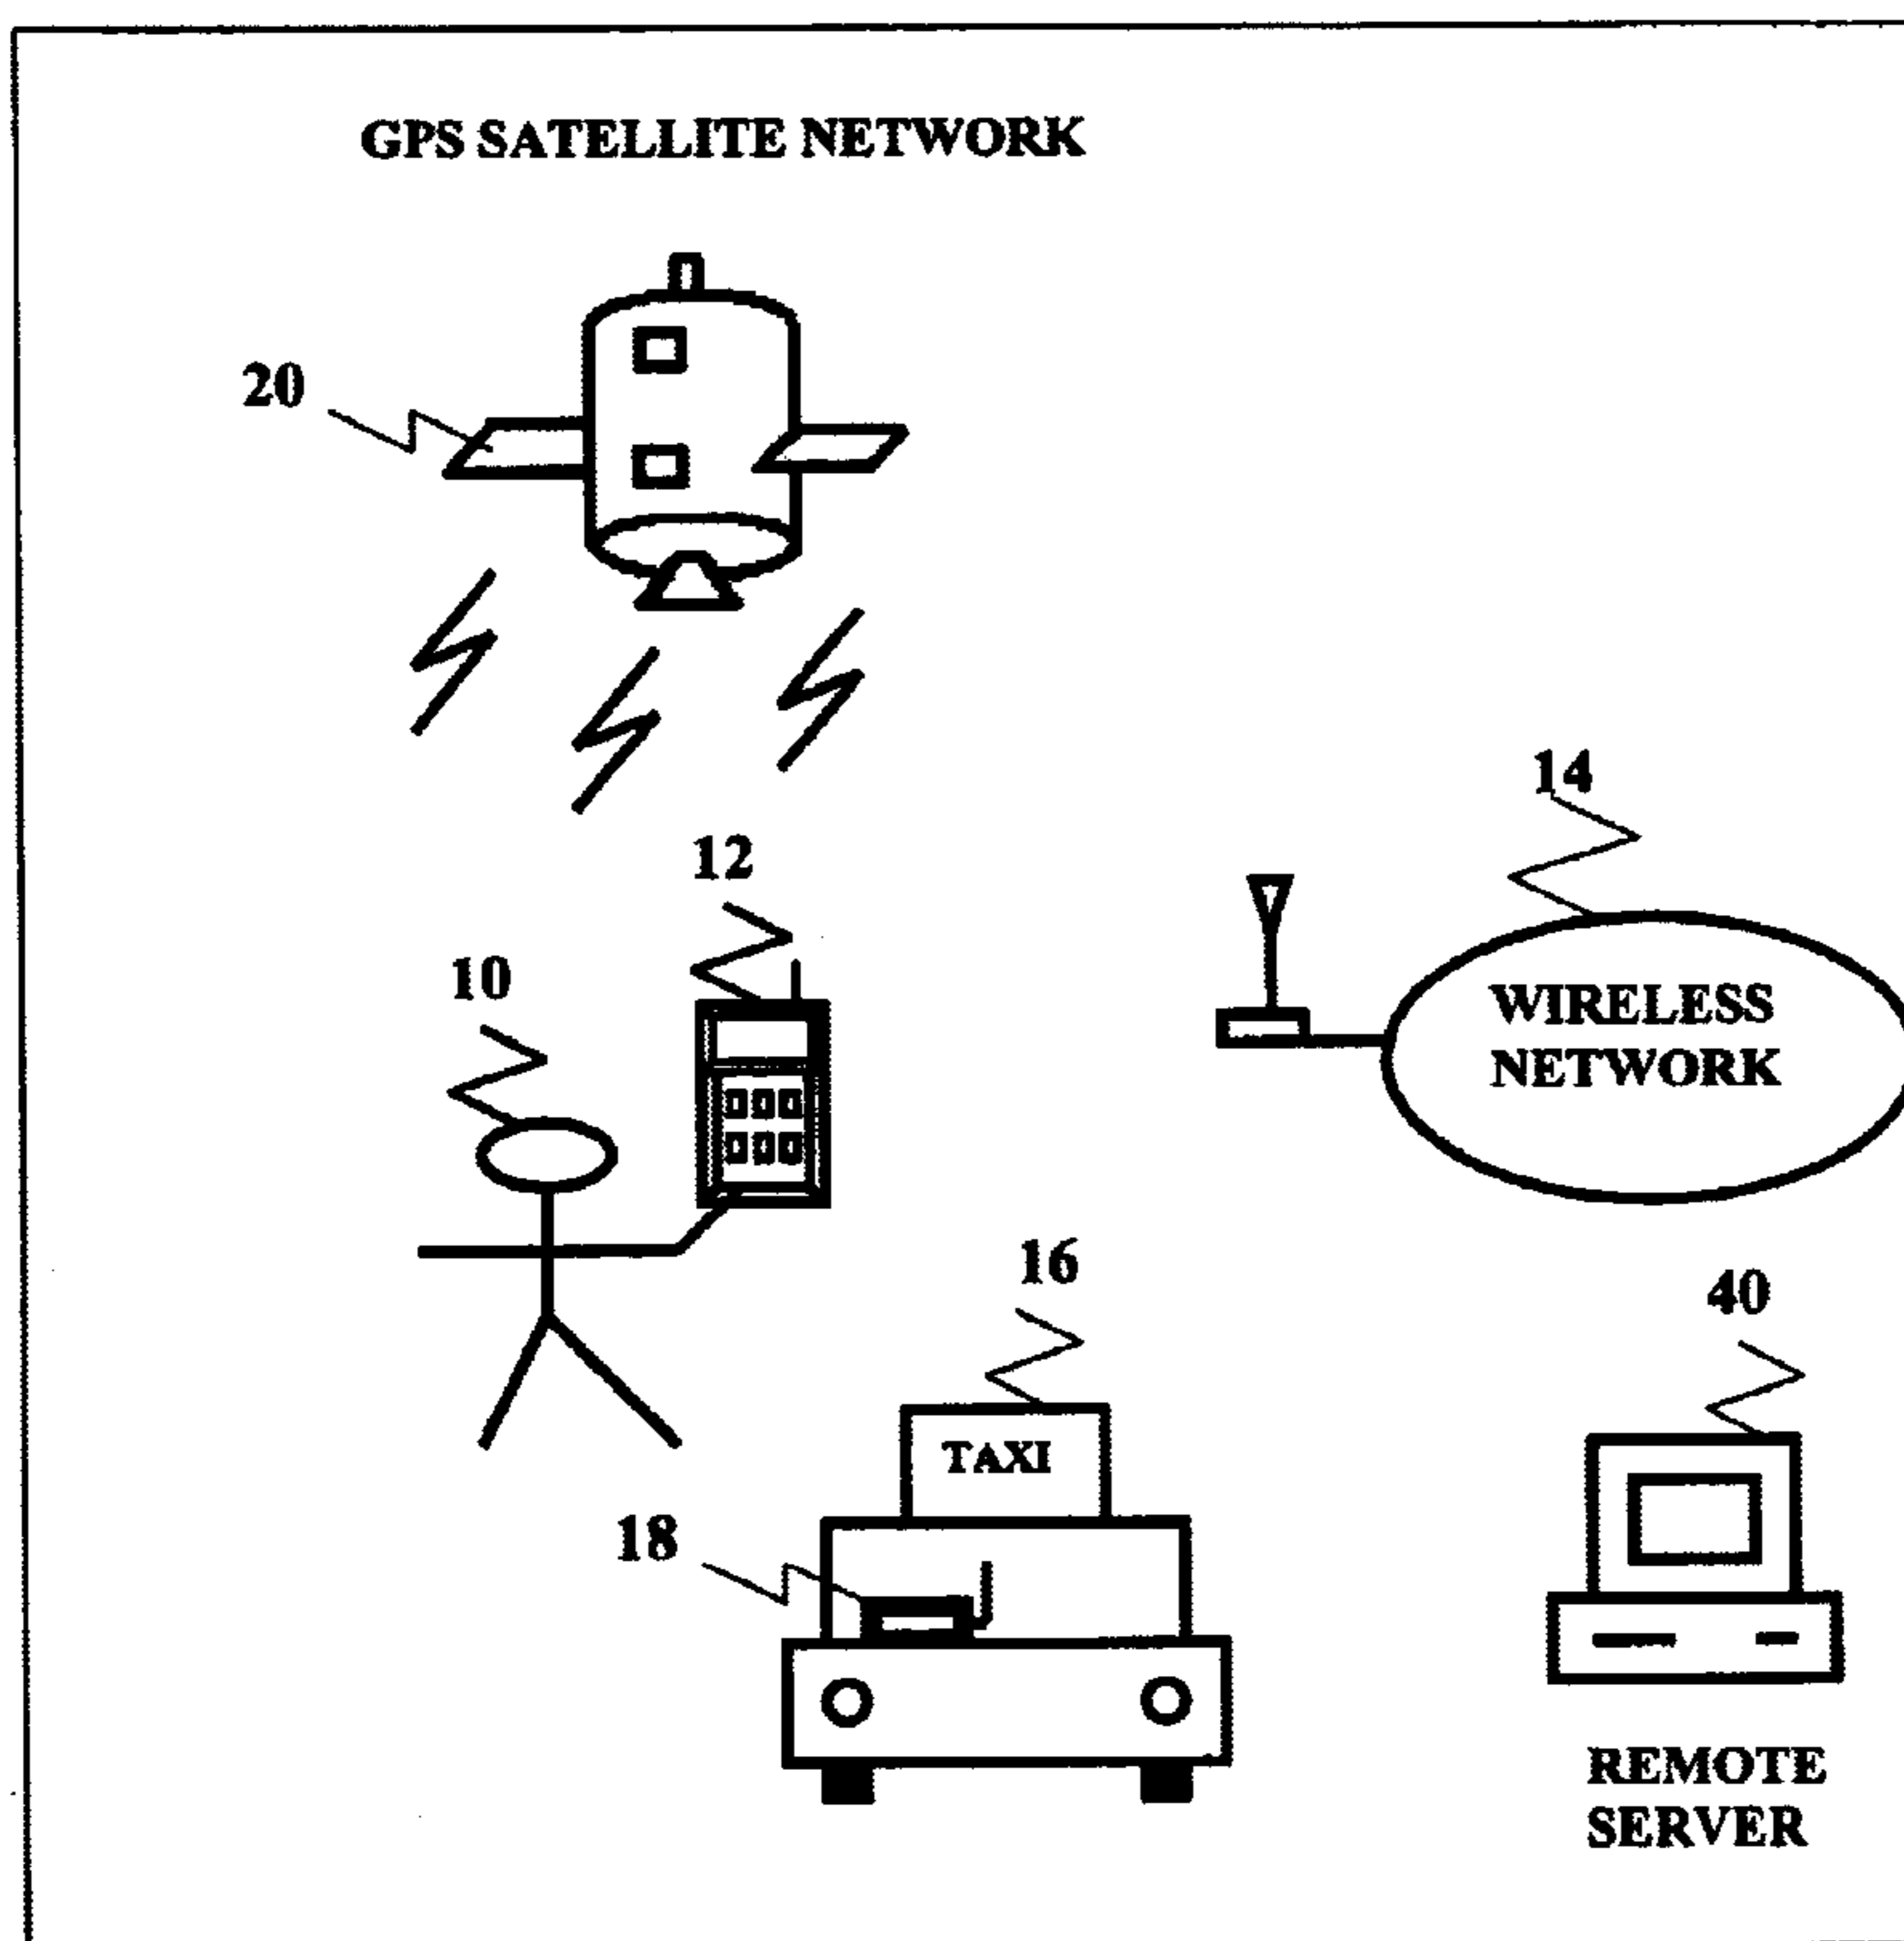 GPS SATELLITE NETWORK
20
14
12
10
WIRELESS
NETWORK
16
40
TAXI
18
REMOTE
SERVER